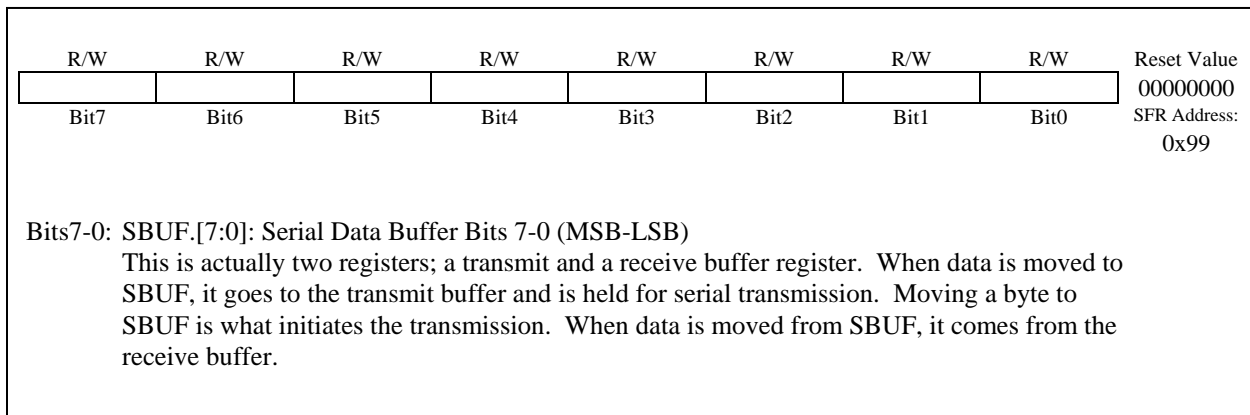 R/W R/W R/W R/W R/W R/W R/W R/W Reset Value
00000000
Bit7 Bit6 Bit5 Bit4 Bit3 Bit2 Bit1 Bit0 SFR Address:
0x99
Bits7-0: SBUF.[7:0]: Serial Data Buffer Bits 7-0 (MSB-LSB)
This is actually two registers; a transmit and a receive buffer register. When data is moved to
SBUF, it goes to the transmit buffer and is held for serial transmission. Moving a byte to
SBUF is what initiates the transmission. When data is moved from SBUF, it comes from the
receive buffer.